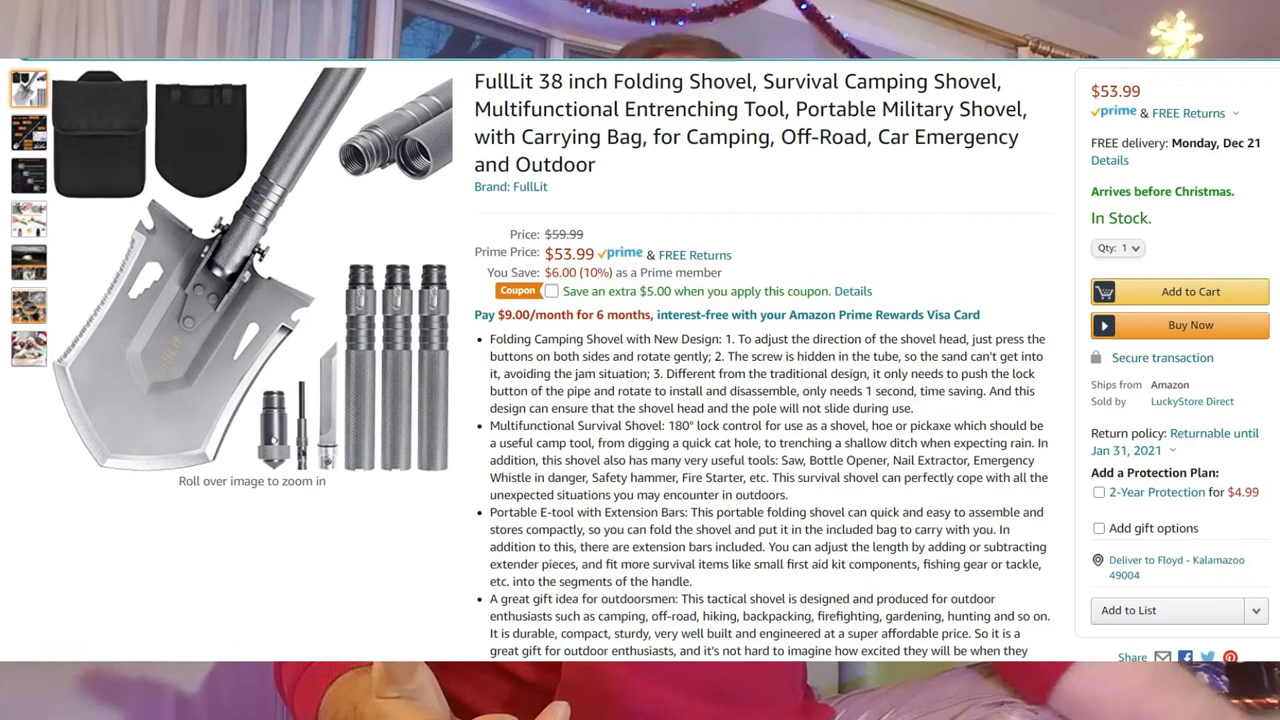 FullLit 38 inch Folding Shovel, Survival Camping Shovel,
Multifunctional Entrenching Tool, Portable Military Shovel,
with Carrying Bag, for Camping, Off-Road, Car Emergency
and Outdoor
Brand: FullLit
Price: $59.99
Prime Price: $53.99 prime & FREE Returns
You Save: $6.00 (10%) as a Prime member
Coupon Save an extra $5.00 when you apply this coupon. Details
Pay $9.00/month for 6 months, interest-free with your Amazon Prime Rewards Visa Card
• Folding Camping Shovel with New Design: 1. To adjust the direction of the shovel head, just press the
buttons on both sides and rotate gently; 2. The screw is hidden in the tube, so the sand can't get into
it, avoiding the jam situation; 3. Different from the traditional design, it only needs to push the lock
button of the pipe and rotate to install and disassemble, only needs 1 second, time saving. And this
design can ensure that the shovel head and the pole will not slide during use.
• Multifunctional Survival Shovel: 180° lock control for use as a shovel, hoe or pickaxe which should be
a useful camp tool, from digging a quick cat hole, to trenching a shallow ditch when expecting rain. In
addition, this shovel also has many very useful tools: Saw, Bottle Opener, Nail Extractor, Emergency
Whistle in danger, Safety hammer, Fire Starter, etc. This survival shovel can perfectly cope with all the
unexpected situations you may encounter in outdoors.
• Portable E-tool with Extension Bars: This portable folding shovel can quick and easy to assemble and
stores compactly, so you can fold the shovel and put it in the included bag to carry with you. In
addition to this, there are extension bars included. You can adjust the length by adding or subtracting
extender pieces, and fit more survival items like small first aid kit components, fishing gear or tackle,
etc. into the segments of the handle.
• A great gift idea for outdoorsmen: This tactical shovel is designed and produced for outdoor
enthusiasts such as camping, off-road, hiking, backpacking, firefighting, gardening, hunting and so on.
It is durable, compact, sturdy, very well built and engineered at a super affordable price. So it is a
great gift for outdoor enthusiasts, and it's not hard to imagine how excited they will be when they
FullLit
Roll over image to zoom in
$53.99
prime & FREE Returns
FREE delivery: Monday, Dec 21
Details
Arrives before Christmas.
In Stock.
Qty: 1
Add to Cart
Buy Now
Secure transaction
Ships from Amazon
Sold by LuckyStore Direct
Return policy: Returnable until
Jan 31, 2021
Add a Protection Plan:
2-Year Protection for $4.99
Add gift options
Deliver to Floyd - Kalamazoo
49004
Add to List
Share